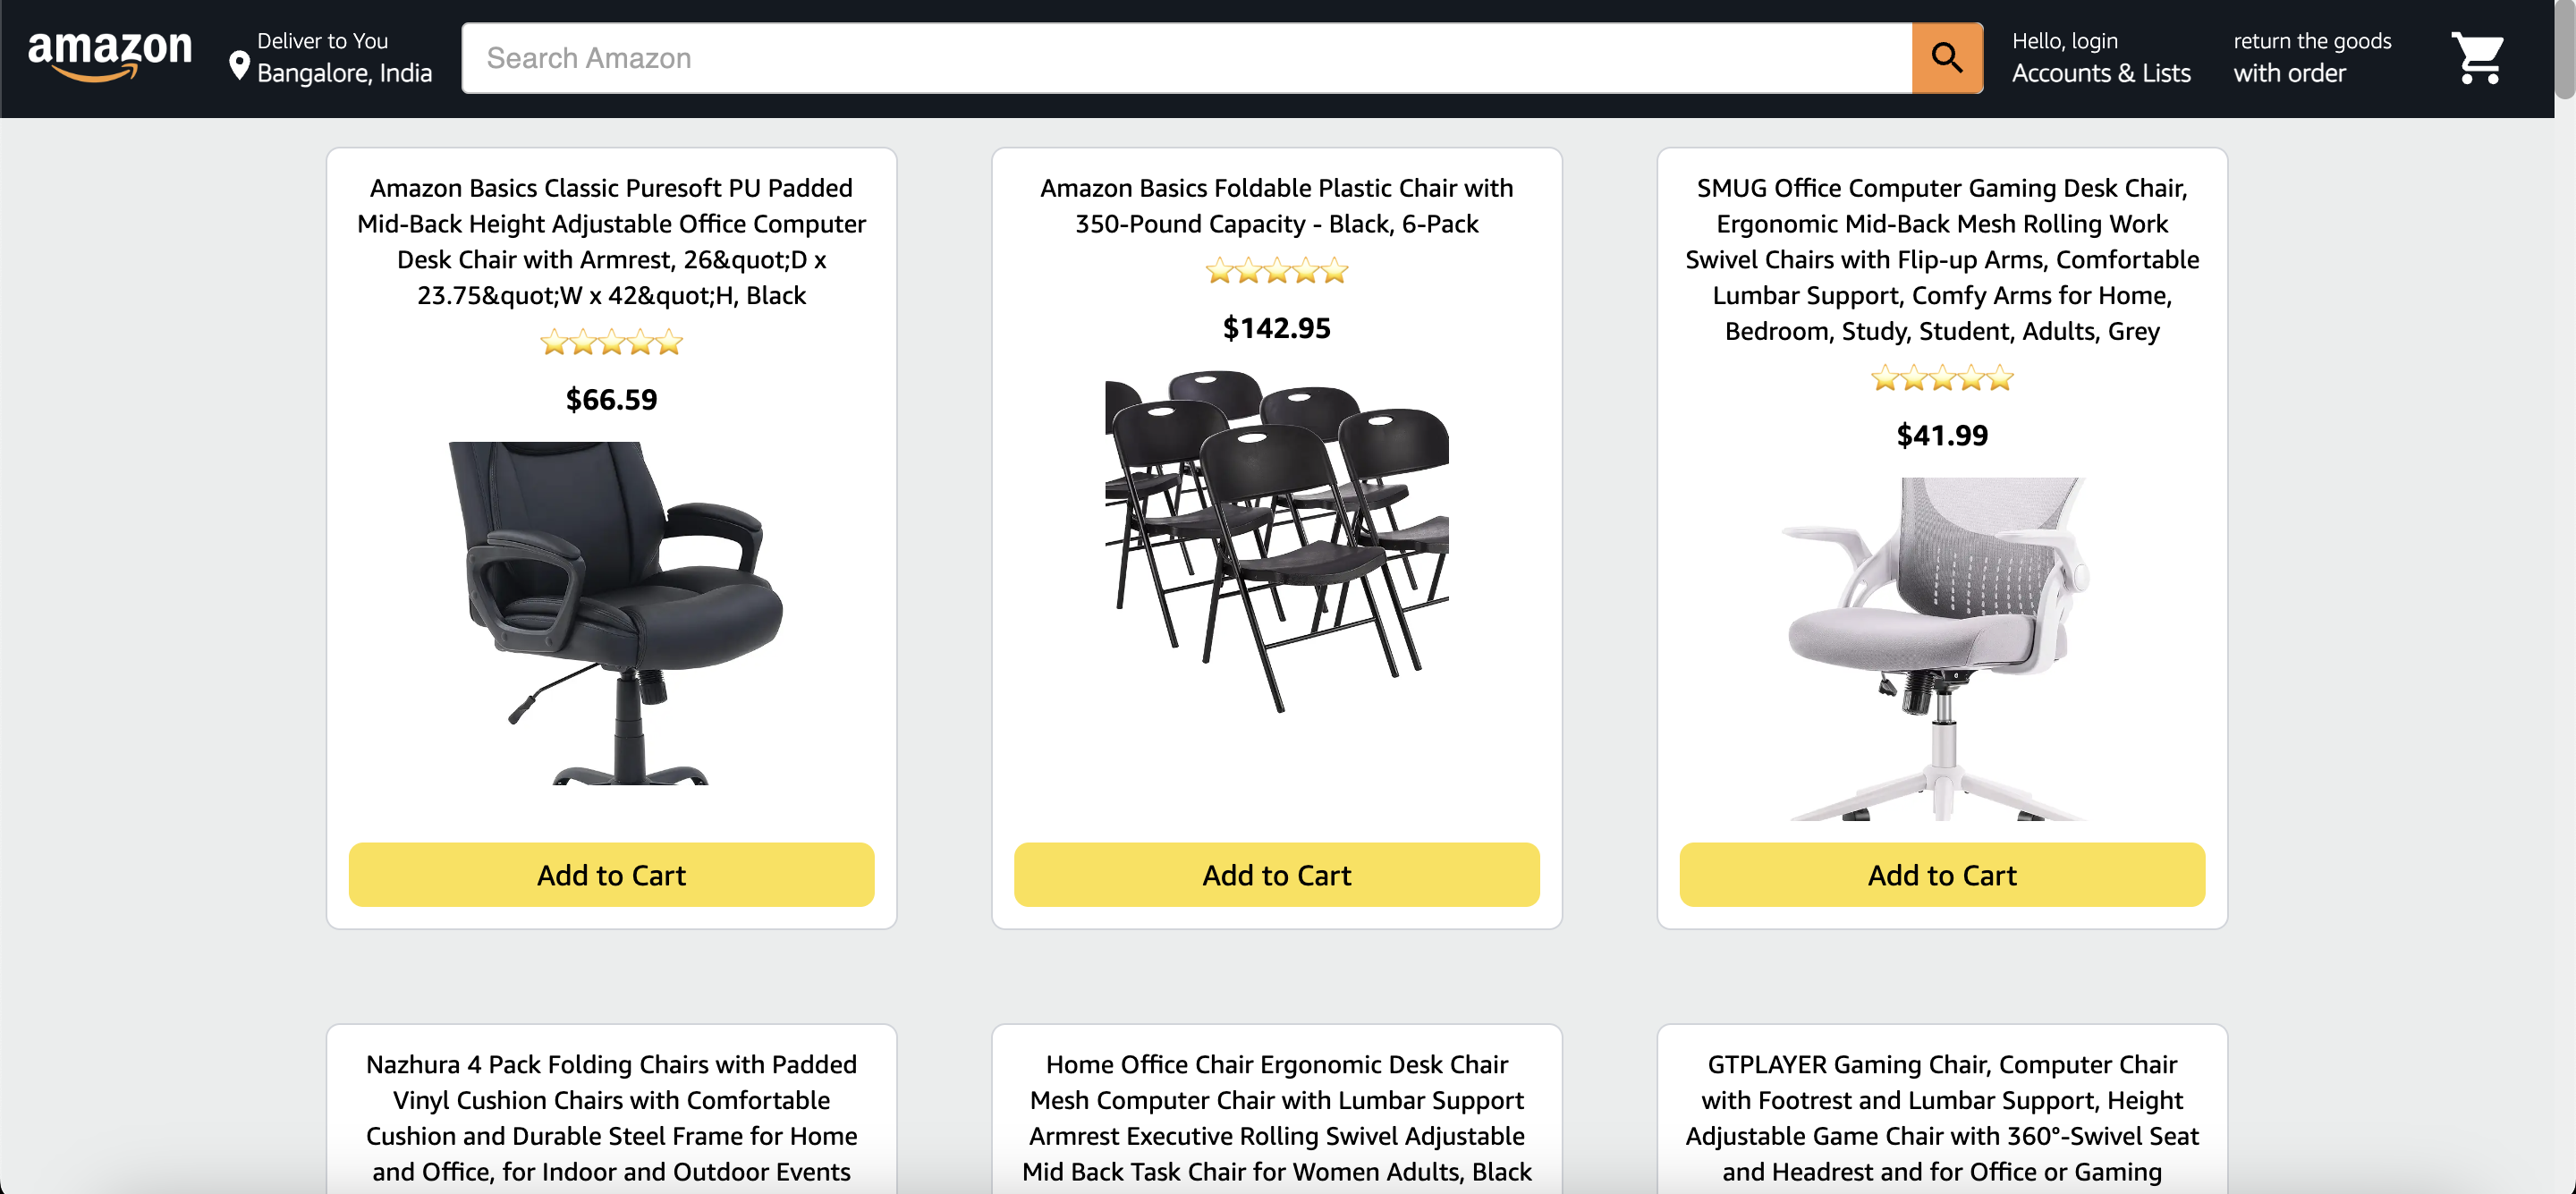 amazon
Deliver to You
Bangalore, India
Search Amazon
Hello, login
Accounts & Lists
return the goods
with order
Amazon Basics Classic Puresoft PU Padded
Mid-Back Height Adjustable Office Computer
Desk Chair with Armrest, 26&quot;D x
23.75&quot;W x 42&quot;H, Black
$66.59
Add to Cart
Amazon Basics Foldable Plastic Chair with
350-Pound Capacity - Black, 6-Pack
$142.95
Add to Cart
SMUG Office Computer Gaming Desk Chair,
Ergonomic Mid-Back Mesh Rolling Work
Swivel Chairs with Flip-up Arms, Comfortable
Lumbar Support, Comfy Arms for Home,
Bedroom, Study, Student, Adults, Grey
$41.99
Add to Cart
Nazhura 4 Pack Folding Chairs with Padded
Vinyl Cushion Chairs with Comfortable
Cushion and Durable Steel Frame for Home
and Office, for Indoor and Outdoor Events
Home Office Chair Ergonomic Desk Chair
Mesh Computer Chair with Lumbar Support
Armrest Executive Rolling Swivel Adjustable
Mid Back Task Chair for Women Adults, Black
GTPLAYER Gaming Chair, Computer Chair
with Footrest and Lumbar Support, Height
Adjustable Game Chair with 360°-Swivel Seat
and Headrest and for Office or Gaming